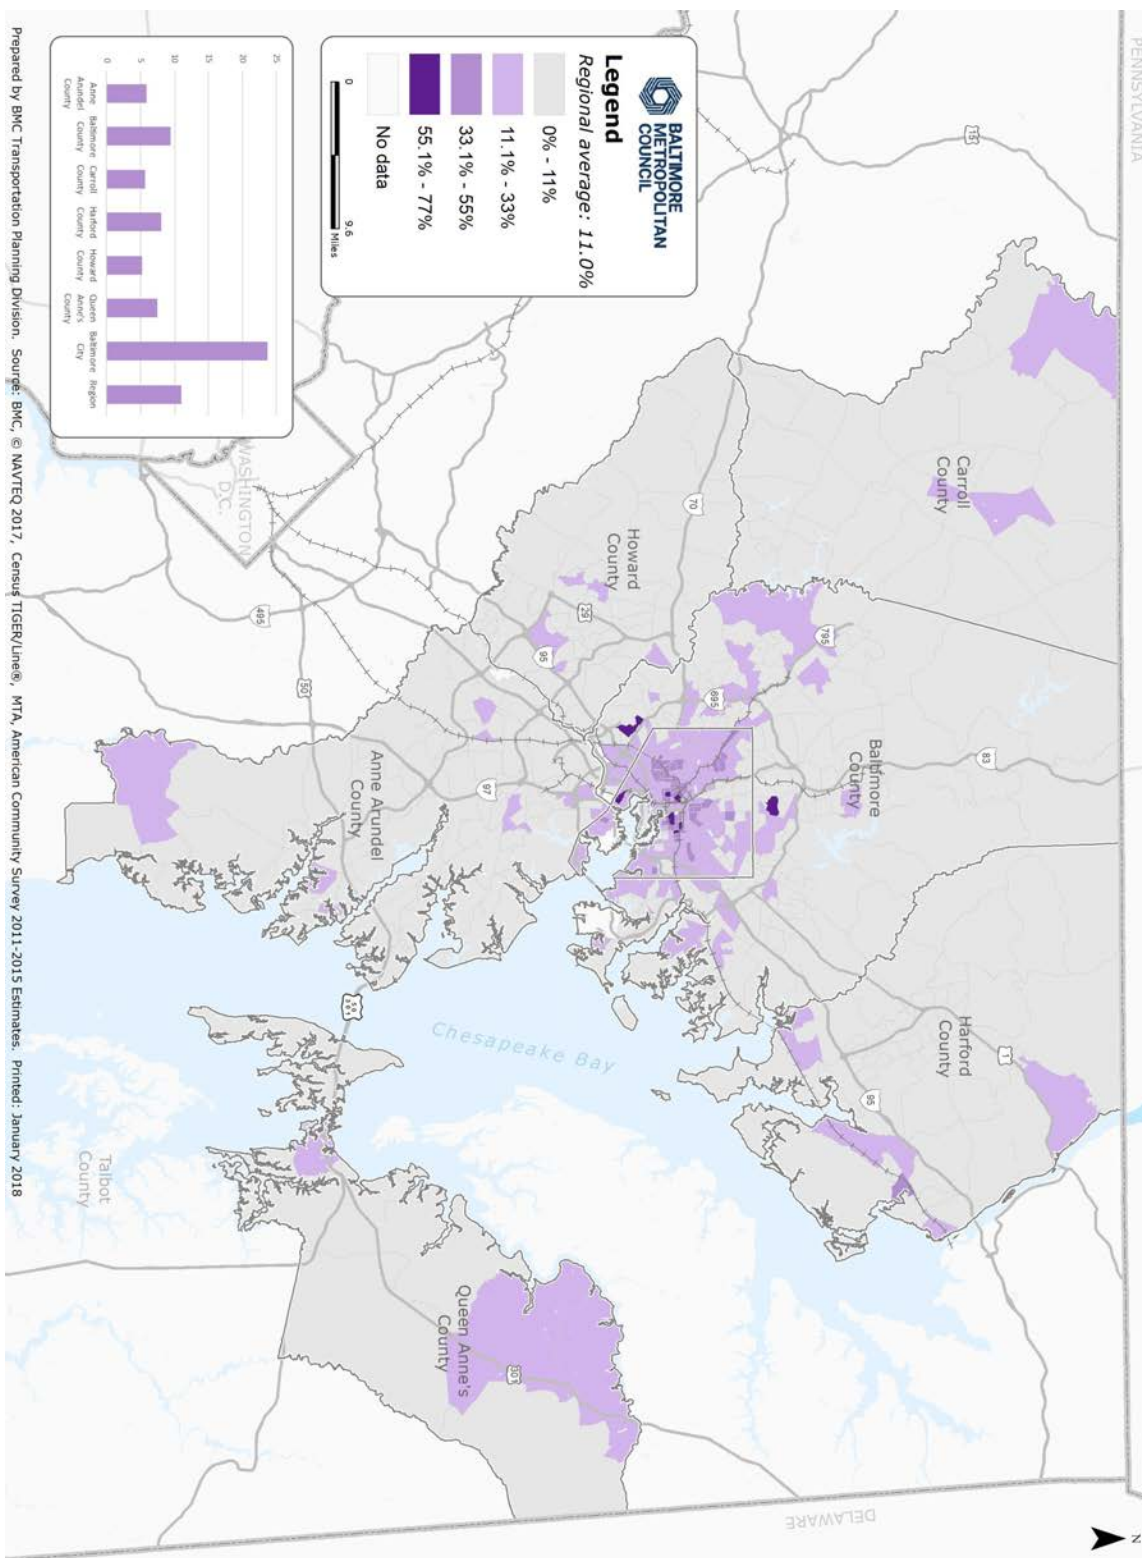 PENNSYLVANIA
N
BALTIMORE
METROPOLITAN
COUNCIL
Legend
Regional average: 11.0%
0% - 11%
11.1% - 33%
33.1% - 55%
55.1% - 77%
No data
0
9.6
Miles
25
20
15
10
5
0
Anne
Arundel
County
Baltimore
County
Carroll
County
Harford
County
Howard
County
Queen
Anne's
County
Baltimore
City
Region
15
Carroll
County
70
Howard
County
29
95
795
695
83
Baltimore
County
Harford
County
1
95
WASHINGTON
D.C.
495
50
97
Anne Arundel
County
Chesapeake Bay
Queen Anne's
County
301
Talbot
County
DELAWARE
Prepared by BMC Transportation Planning Division. Source: BMC, © NAVTEQ 2017, Census TIGER/Line®, MTA, American Community Survey 2011-2015 Estimates. Printed: January 2018